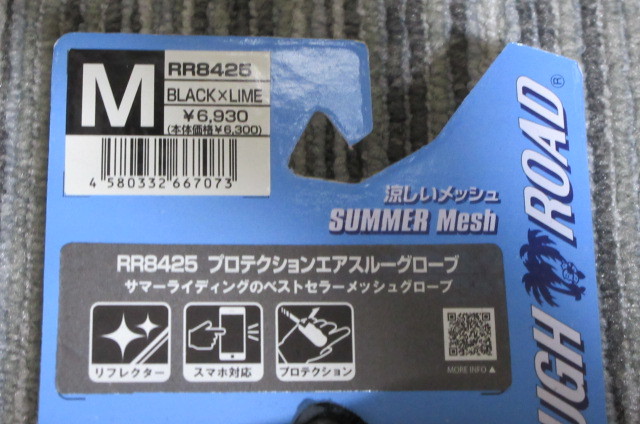 M
RR8425
BLACK×LIME
¥6,930
(本体価格¥6,300)
4 580332 667073
涼しいメッシュ
SUMMER Mesh
RR8425 プロテクションエアスルーグローブ
サマーライディングのベストセラーメッシュグローブ
リフレクター
スマホ対応
プロテクション
MORE INFO ▲
UGH ROAD®